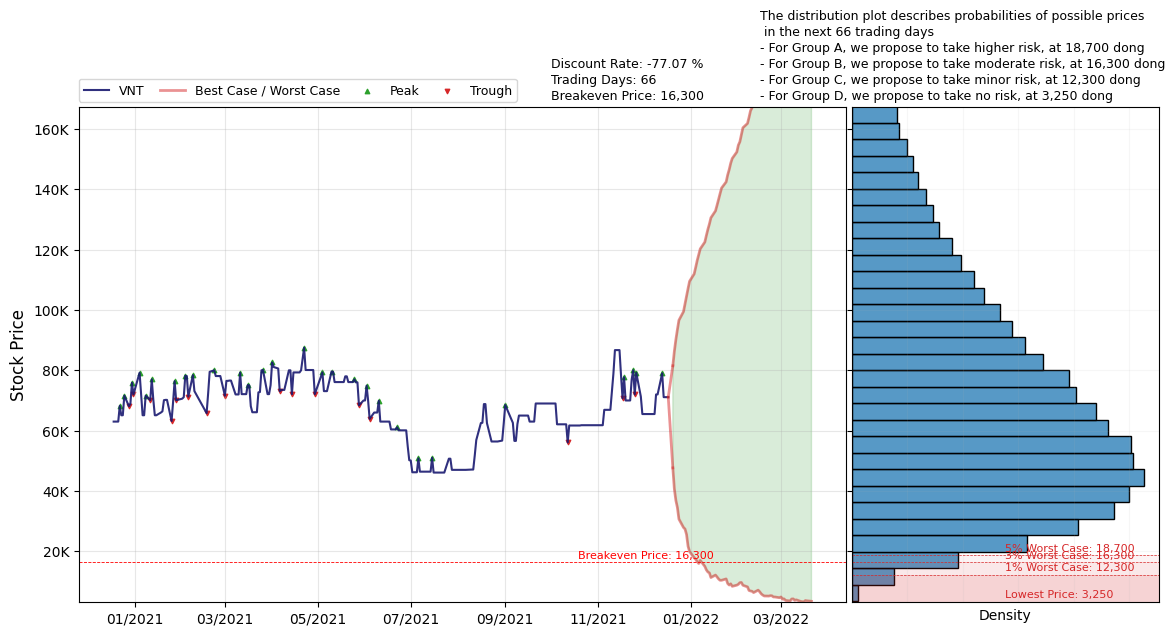 The distribution plot describes probabilities of possible prices
in the next 66 trading days
- For Group A, we propose to take higher risk, at 18,700 dong
- For Group B, we propose to take moderate risk, at 16,300 dong
- For Group C, we propose to take minor risk, at 12,300 dong
- For Group D, we propose to take no risk, at 3,250 dong
Discount Rate: -77.07 %
Trading Days: 66
Breakeven Price: 16,300
VNT Best Case / Worst Case Peak Trough
Stock Price
160K
140K
120K
100K
80K
60K
40K
20K
Breakeven Price: 16,300
5% Worst Case: 18,700
3% Worst Case: 16,300
1% Worst Case: 12,300
Lowest Price: 3,250
01/2021 03/2021 05/2021 07/2021 09/2021 11/2021 01/2022 03/2022
Density